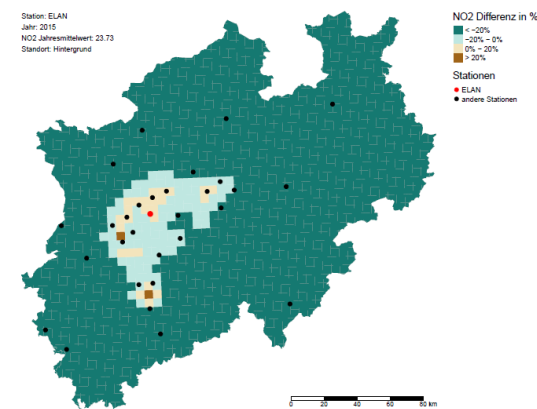 Station: ELAN
Jahr: 2015
NO2 Jahresmittelwert: 23.73
Standort: Hintergrund
NO2 Differenz in %
< −20%
−20% − 0%
0% − 20%
> 20%
Stationen
ELAN
andere Stationen
0 20 40 60 80 km